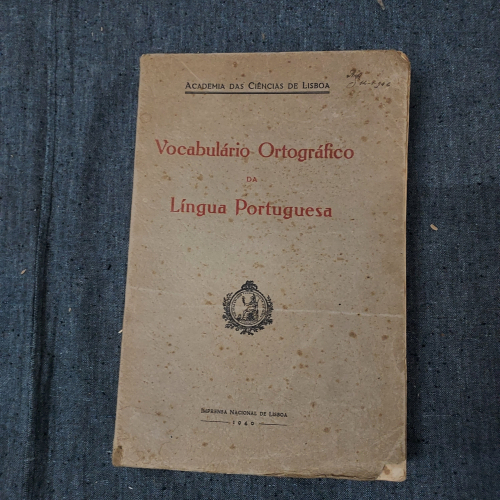 ACADEMIA DAS CIÊNCIAS DE LISBOA
Vocabulário Ortográfico
DA
Língua Portuguesa
IMPRENSA NACIONAL DE LISBOA
1940